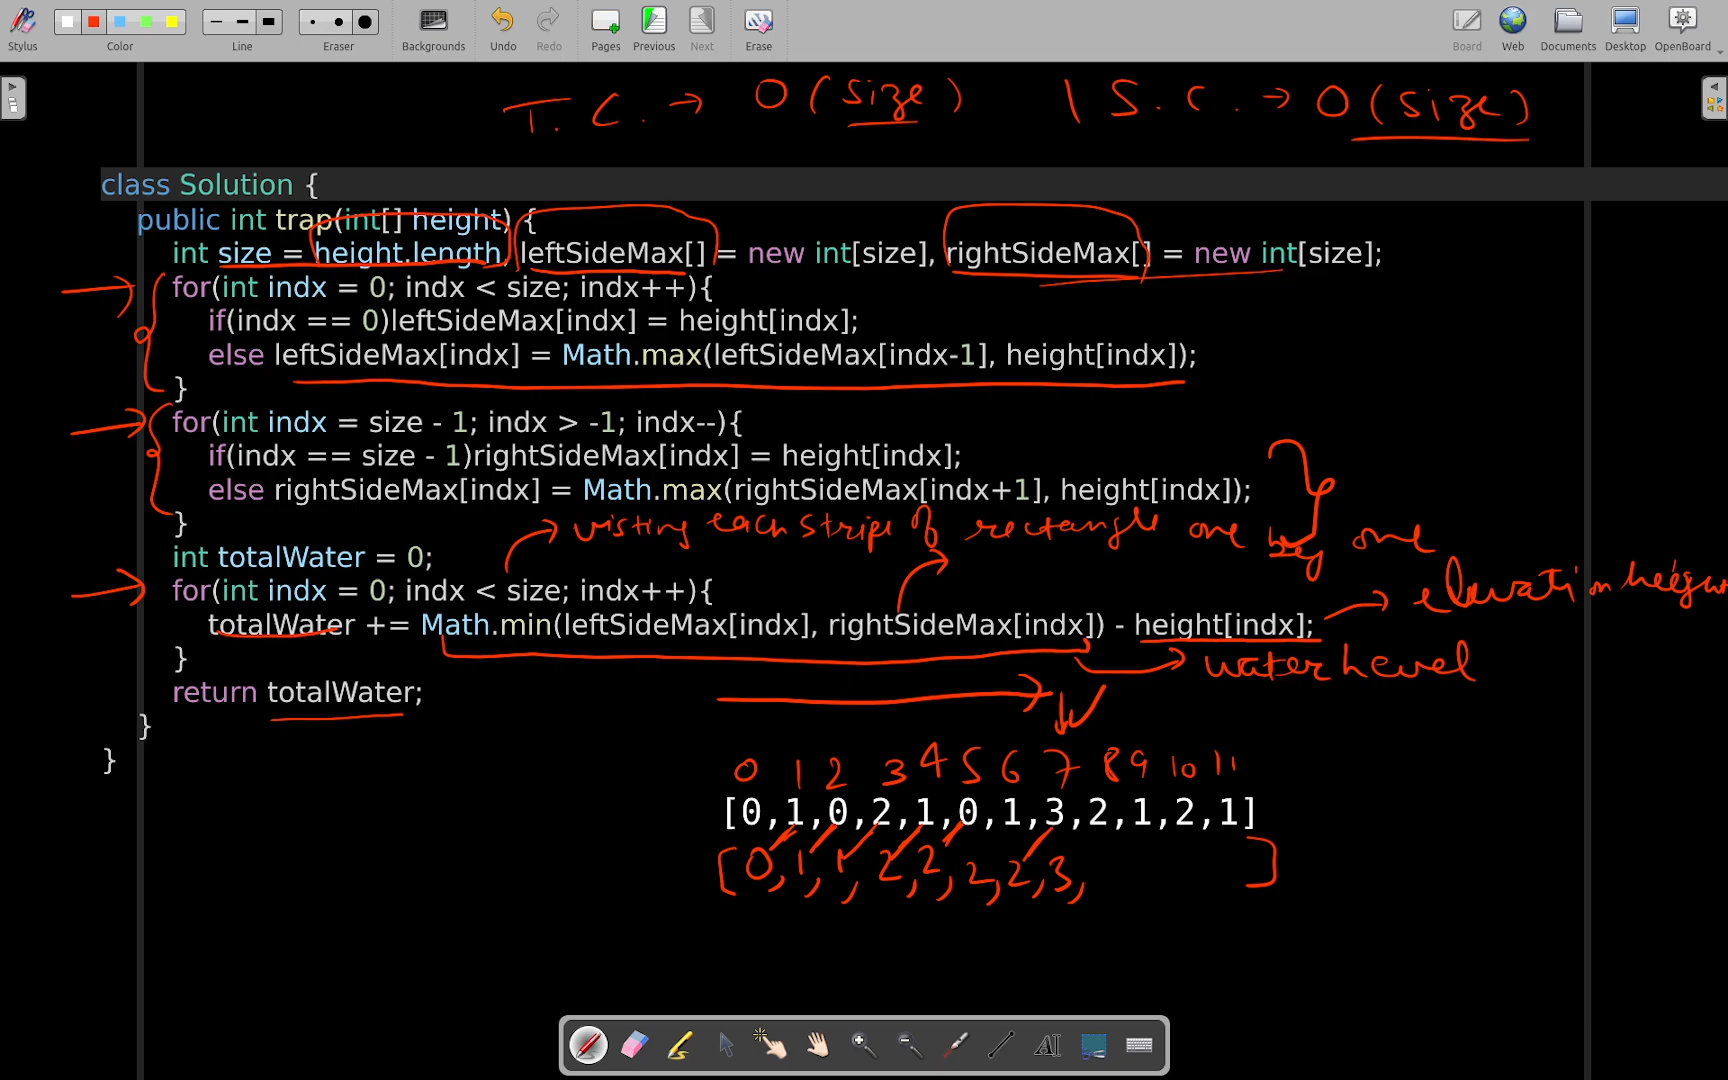 Stylus Color Line Eraser Backgrounds Undo Redo Pages Previous Next Erase Board Web Documents Desktop OpenBoard
T.C. → O(size) | S.C. → O(size)
class Solution {
public int trap(int[] height) {
int size = height.length, leftSideMax[] = new int[size], rightSideMax[] = new int[size];
for(int indx = 0; indx < size; indx++){
if(indx == 0)leftSideMax[indx] = height[indx];
else leftSideMax[indx] = Math.max(leftSideMax[indx-1], height[indx]);
}
for(int indx = size - 1; indx > -1; indx--){
if(indx == size - 1)rightSideMax[indx] = height[indx];
else rightSideMax[indx] = Math.max(rightSideMax[indx+1], height[indx]);
}
→ visting each stripe of rectangle one by one
int totalWater = 0;
for(int indx = 0; indx < size; indx++){
→ elevation height
totalWater += Math.min(leftSideMax[indx], rightSideMax[indx]) - height[indx];
}
→ water level
return totalWater;
}
}
0 1 2 3 4 5 6 7 8 9 10 11
[0,1,0,2,1,0,1,3,2,1,2,1]
[0,1,1,2,2,2,2,3, ]
AI